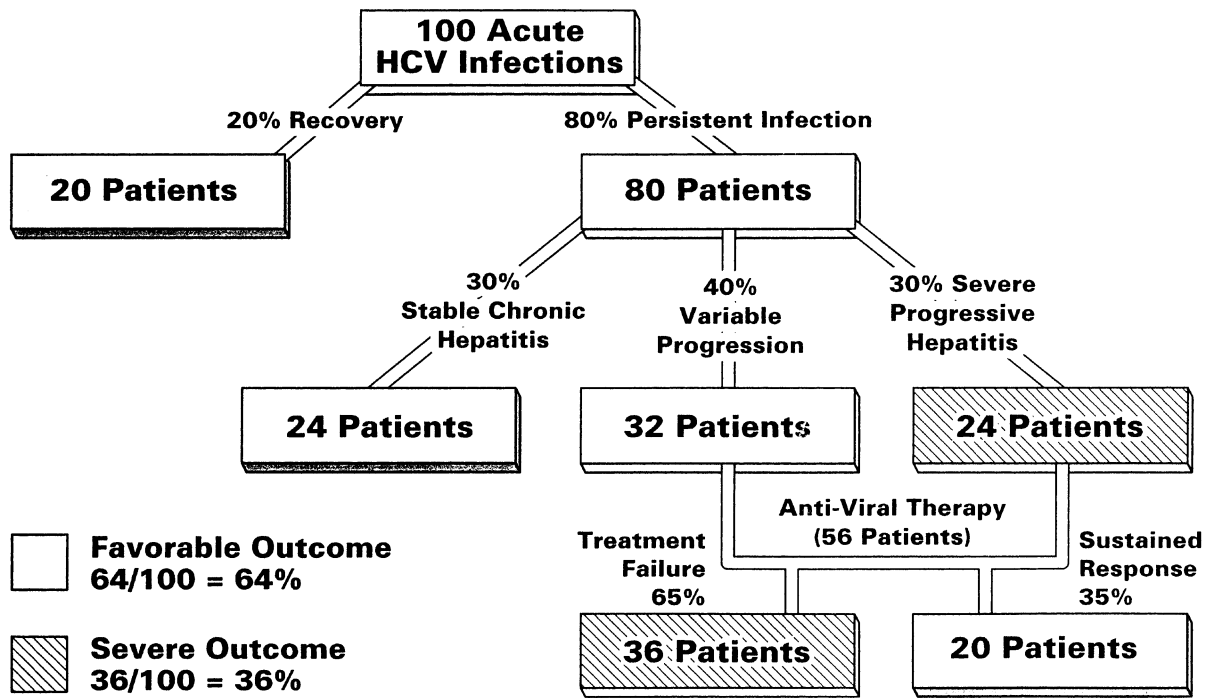 100 Acute
HCV Infections
20% Recovery
80% Persistent Infection
20 Patients
80 Patients
30%
Stable Chronic
Hepatitis
40%
Variable
Progression
30% Severe
Progressive
Hepatitis
24 Patients
32 Patients
24 Patients
Anti-Viral Therapy
(56 Patients)
Treatment
Failure
65%
Sustained
Response
35%
36 Patients
20 Patients
Favorable Outcome
64/100 = 64%
Severe Outcome
36/100 = 36%